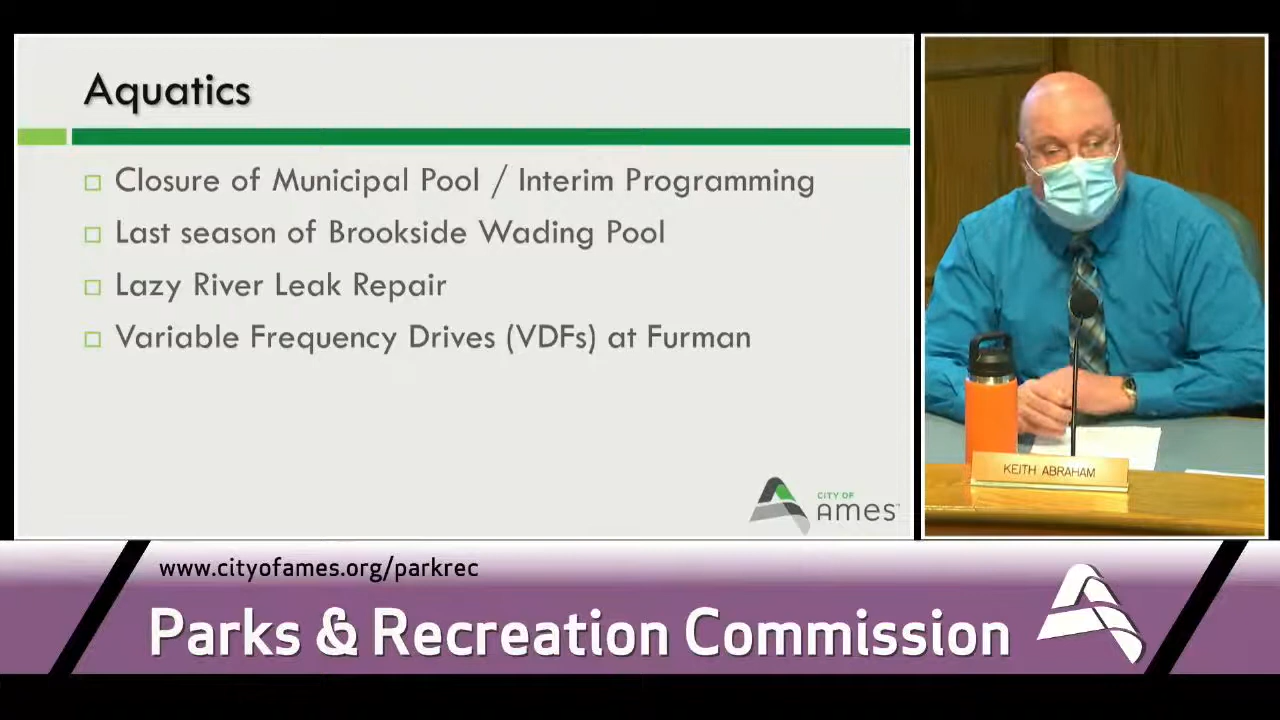 Aquatics
Closure of Municipal Pool / Interim Programming
Last season of Brookside Wading Pool
Lazy River Leak Repair
Variable Frequency Drives (VDFs) at Furman
CITY OF
AMES™
KEITH ABRAHAM
www.cityofames.org/parkrec
Parks & Recreation Commission